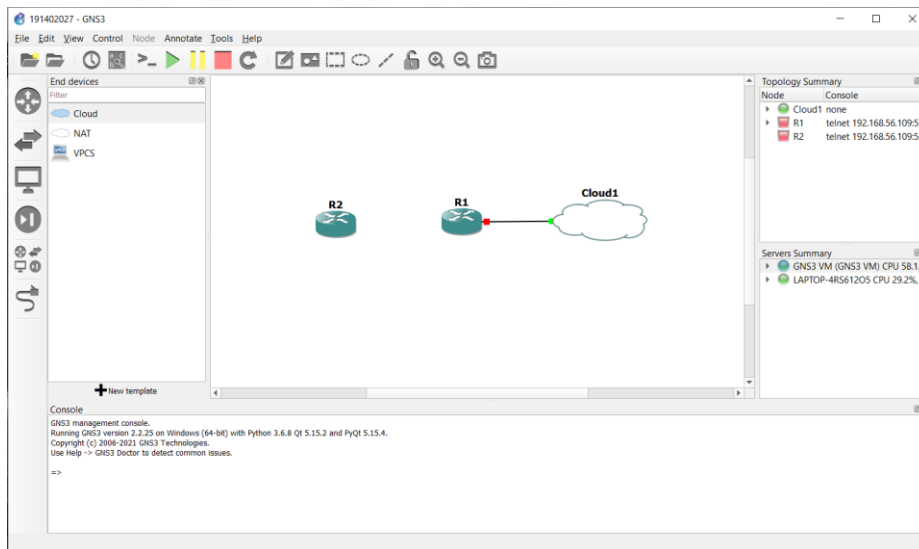 191402027 - GNS3
File Edit View Control Node Annotate Tools Help
End devices
Filter
Cloud
NAT
VPCS
New template
R2
R1
Cloud1
Topology Summary
Node Console
Cloud1 none
R1 telnet 192.168.56.109:5
R2 telnet 192.168.56.109:5
Servers Summary
GNS3 VM (GNS3 VM) CPU 58.1
LAPTOP-4RS612O5 CPU 29.2%,
Console
GNS3 management console.
Running GNS3 version 2.2.25 on Windows (64-bit) with Python 3.6.8 Qt 5.15.2 and PyQt 5.15.4.
Copyright (c) 2006-2021 GNS3 Technologies.
Use Help -> GNS3 Doctor to detect common issues.
=>